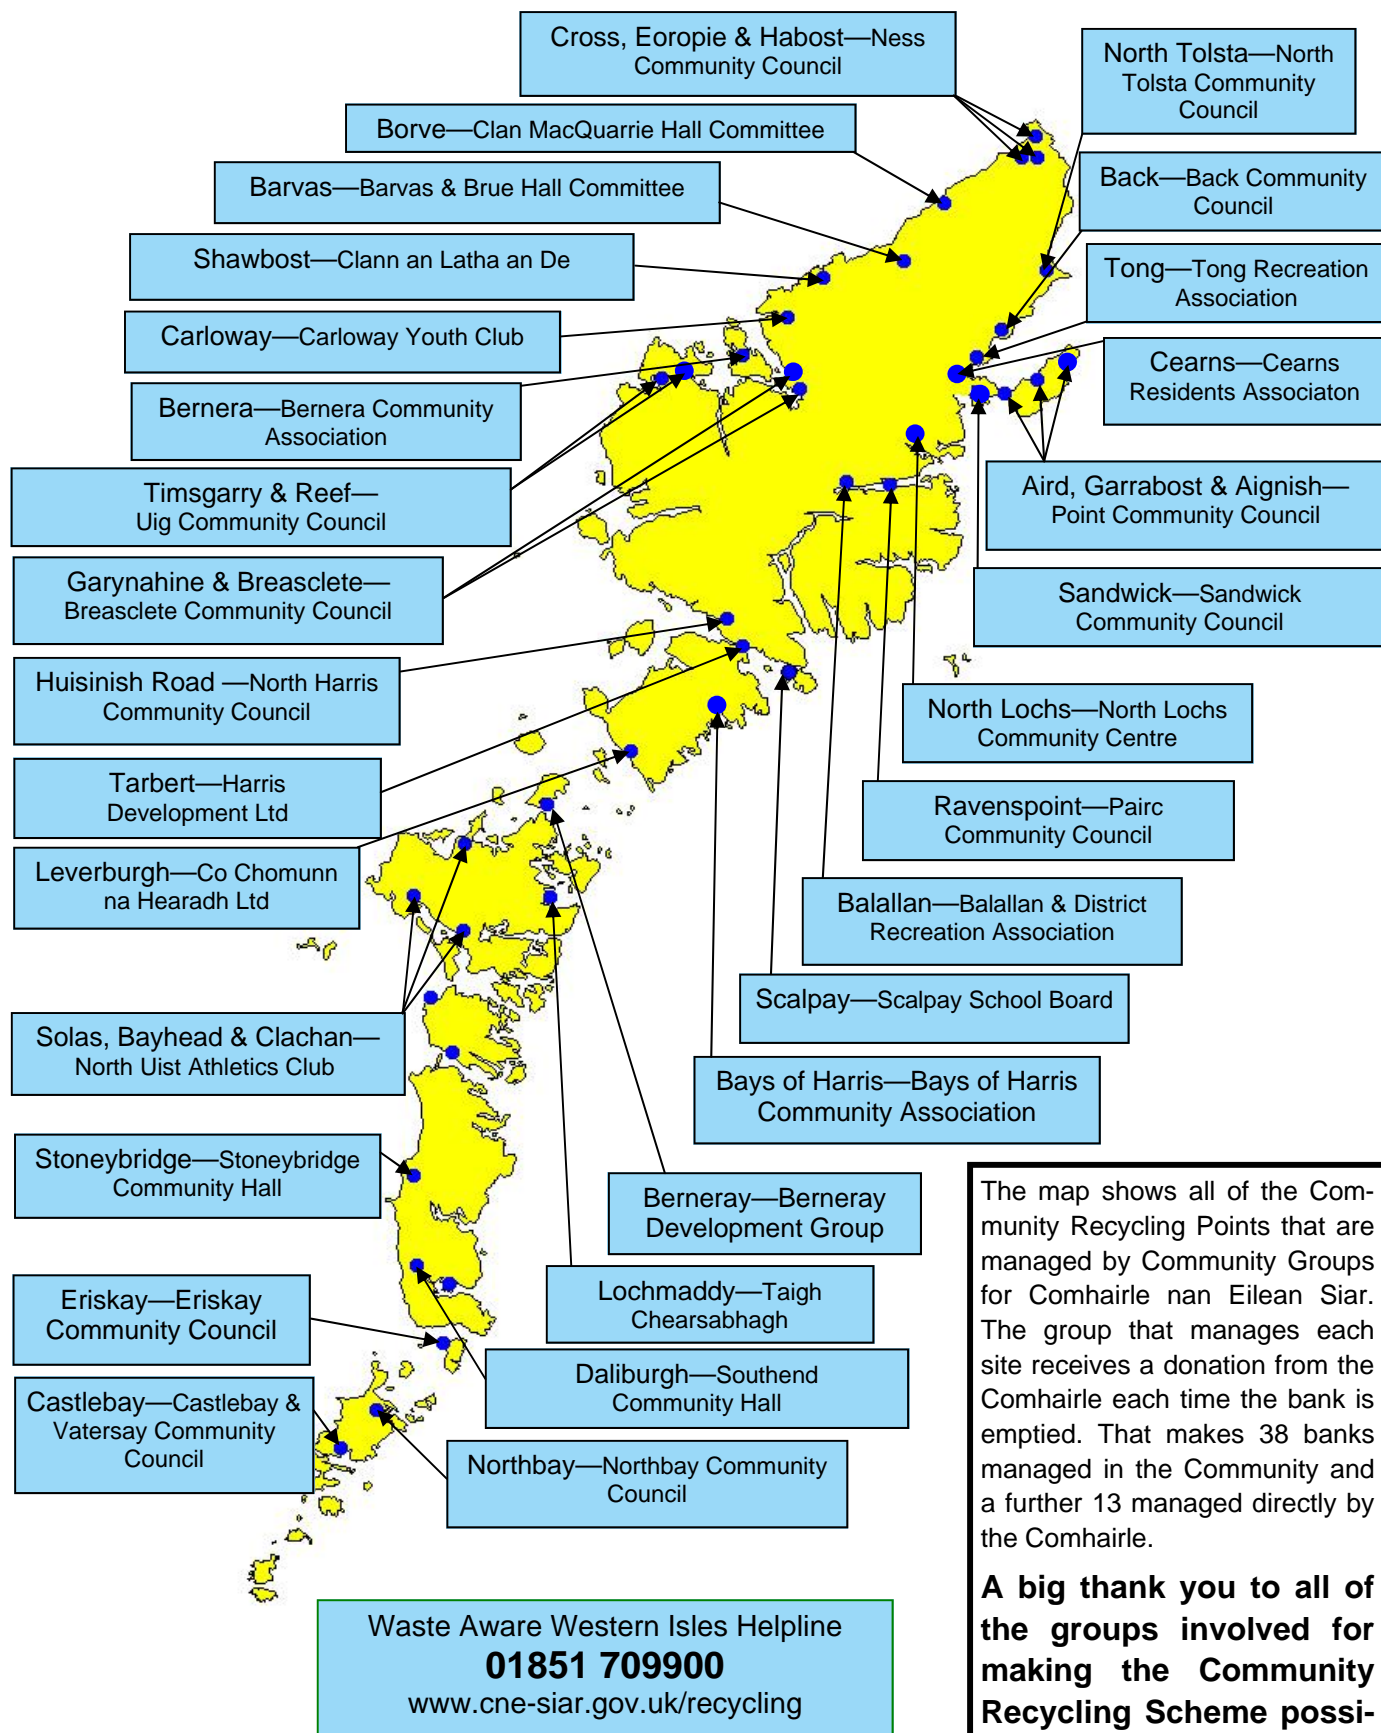 Cross, Eoropie & Habost—Ness
Community Council
North Tolsta—North
Tolsta Community
Council
Borve—Clan MacQuarrie Hall Committee
Barvas—Barvas & Brue Hall Committee
Back—Back Community
Council
Shawbost—Clann an Latha an De
Tong—Tong Recreation
Association
Carloway—Carloway Youth Club
Cearns—Cearns
Residents Associaton
Bernera—Bernera Community
Association
Timsgarry & Reef—
Uig Community Council
Aird, Garrabost & Aignish—
Point Community Council
Garynahine & Breasclete—
Breasclete Community Council
Sandwick—Sandwick
Community Council
Huisinish Road —North Harris
Community Council
North Lochs—North Lochs
Community Centre
Tarbert—Harris
Development Ltd
Ravenspoint—Pairc
Community Council
Leverburgh—Co Chomunn
na Hearadh Ltd
Balallan—Balallan & District
Recreation Association
Scalpay—Scalpay School Board
Solas, Bayhead & Clachan—
North Uist Athletics Club
Bays of Harris—Bays of Harris
Community Association
Stoneybridge—Stoneybridge
Community Hall
Berneray—Berneray
Development Group
Eriskay—Eriskay
Community Council
Lochmaddy—Taigh
Chearsabhagh
Daliburgh—Southend
Community Hall
Castlebay—Castlebay &
Vatersay Community
Council
Northbay—Northbay Community
Council
The map shows all of the Com-
munity Recycling Points that are
managed by Community Groups
for Comhairle nan Eilean Siar.
The group that manages each
site receives a donation from the
Comhairle each time the bank is
emptied. That makes 38 banks
managed in the Community and
a further 13 managed directly by
the Comhairle.
A big thank you to all of
the groups involved for
making the Community
Recycling Scheme possi-
Waste Aware Western Isles Helpline
01851 709900
www.cne-siar.gov.uk/recycling